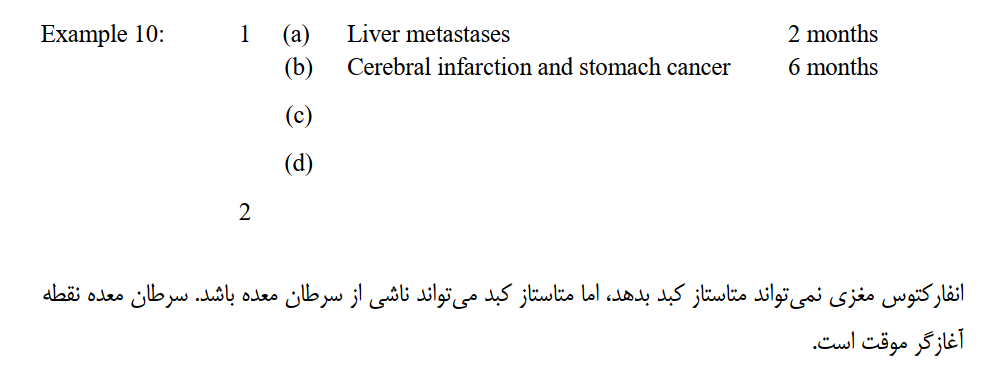 Example 10: 1 (a) Liver metastases 2 months
(b) Cerebral infarction and stomach cancer 6 months
(c)
(d)
2
انفارکتوس مغزی نمی‌تواند متاستاز کبد بدهد، اما متاستاز کبد می‌تواند ناشی از سرطان معده باشد. سرطان معده نقطه
آغازگر موقت است.